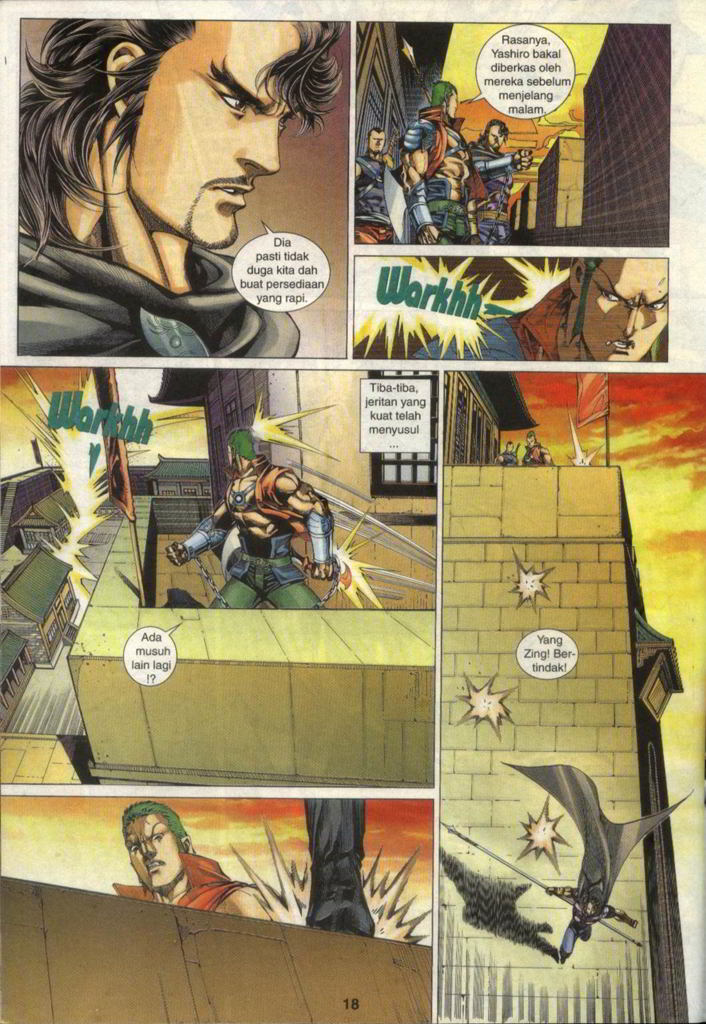 Dia
pasti tidak
duga kita dah
buat persediaan
yang rapi.
Rasanya,
Yashiro bakal
diberkas oleh
mereka sebelum
menjelang
malam.
Warkhh
Warkhh
Tiba-tiba,
jeritan yang
kuat telah
menyusul
...
Ada
musuh
lain lagi
!?
Yang
Zing! Ber-
tindak!
18